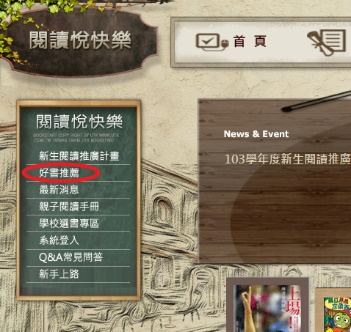 閱讀悅快樂
首 頁
閱讀悅快樂
新生閱讀推廣計畫
好書推薦
最新消息
親子閱讀手冊
學校選書專區
系統登入
Q&A常見問答
新手上路
News & Event
103學年度新生閱讀推廣